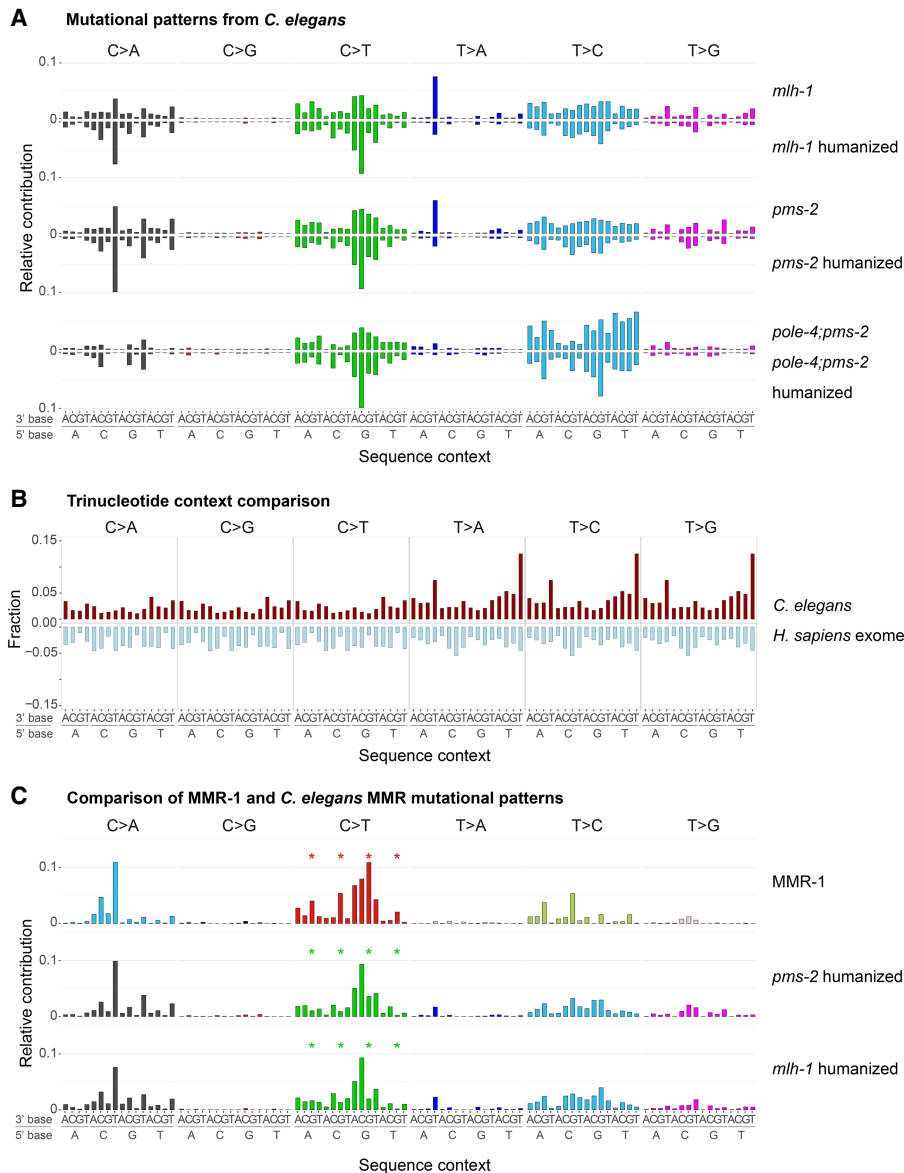 A Mutational patterns from C. elegans
C>A C>G C>T T>A T>C T>G
Relative contribution
0.1
0
0.1
0
0.1
0.1
mlh-1
mlh-1 humanized
pms-2
pms-2 humanized
pole-4;pms-2
pole-4;pms-2
humanized
3' base ACGTACGTACGTACGT ACGTACGTACGTACGT ACGTACGTACGTACGT ACGTACGTACGTACGT ACGTACGTACGTACGT ACGTACGTACGTACGT
5' base A C G T A C G T A C G T A C G T A C G T A C G T
Sequence context
B Trinucleotide context comparison
C>A C>G C>T T>A T>C T>G
Fraction
0.15
0.05
0.00
−0.05
−0.15
C. elegans
H. sapiens exome
3' base ACGTACGTACGTACGT ACGTACGTACGTACGT ACGTACGTACGTACGT ACGTACGTACGTACGT ACGTACGTACGTACGT ACGTACGTACGTACGT
5' base A C G T A C G T A C G T A C G T A C G T A C G T
Sequence context
C Comparison of MMR-1 and C. elegans MMR mutational patterns
C>A C>G C>T T>A T>C T>G
Relative contribution
* * * *
0.1
0
MMR-1
* * * *
0.1
0
pms-2 humanized
* * * *
0.1
0
mlh-1 humanized
3' base ACGTACGTACGTACGT ACGTACGTACGTACGT ACGTACGTACGTACGT ACGTACGTACGTACGT ACGTACGTACGTACGT ACGTACGTACGTACGT
5' base A C G T A C G T A C G T A C G T A C G T A C G T
Sequence context